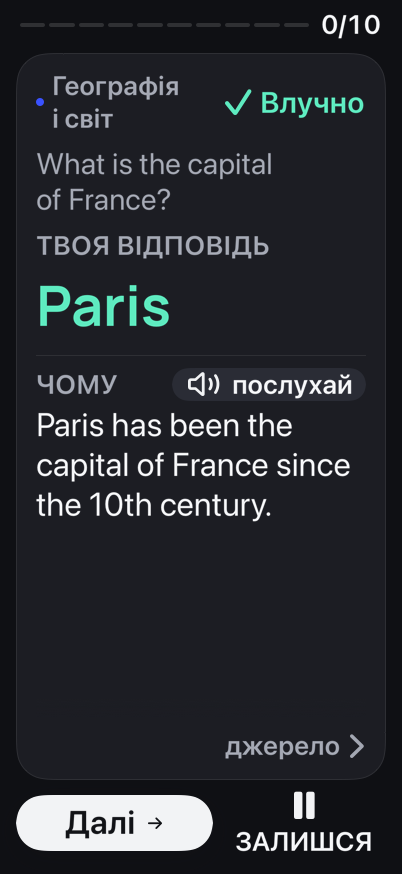 0/10
Географія
і світ
Влучно
What is the capital
of France?
ТВОЯ ВІДПОВІДЬ
Paris
ЧОМУ
послухай
Paris has been the
capital of France since
the 10th century.
джерело
Далі →
ЗАЛИШСЯ